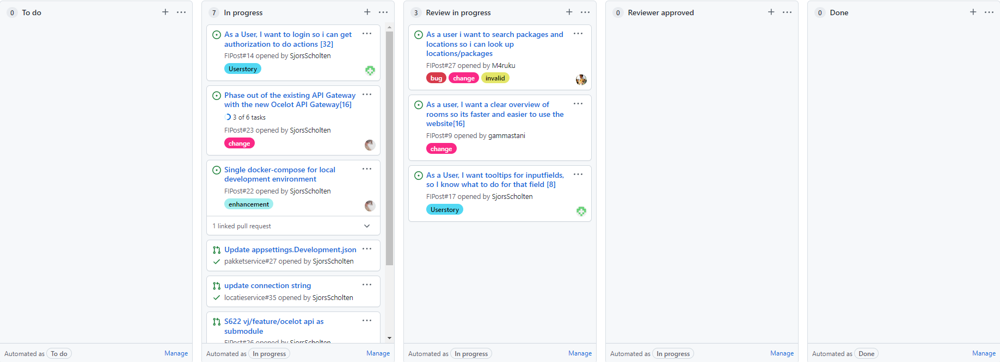 0 To do
7 In progress
As a User, I want to login so i can get
authorization to do actions [32]
FIPost#14 opened by SjorsScholten
Userstory
Phase out of the existing API Gateway
with the new Ocelot API Gateway[16]
3 of 6 tasks
FIPost#23 opened by SjorsScholten
change
Single docker-compose for local
development environment
FIPost#22 opened by SjorsScholten
enhancement
1 linked pull request
Update appsettings.Development.json
pakketservice#27 opened by SjorsScholten
update connection string
locatieservice#35 opened by SjorsScholten
S622 vj/feature/ocelot api as
submodule
FIPost#26 opened by SjorsScholten
3 Review in progress
As a user i want to search packages and
locations so i can look up
locations/packages
FIPost#27 opened by M4ruku
bug change invalid
As a user, I want a clear overview of
rooms so its faster and easier to use the
website[16]
FIPost#9 opened by gammastani
change
As a User, I want tooltips for inputfields,
so I know what to do for that field [8]
FIPost#17 opened by SjorsScholten
Userstory
0 Reviewer approved
0 Done
Automated as To do Manage
Automated as In progress Manage
Automated as In progress Manage
Automated as In progress Manage
Automated as Done Manage